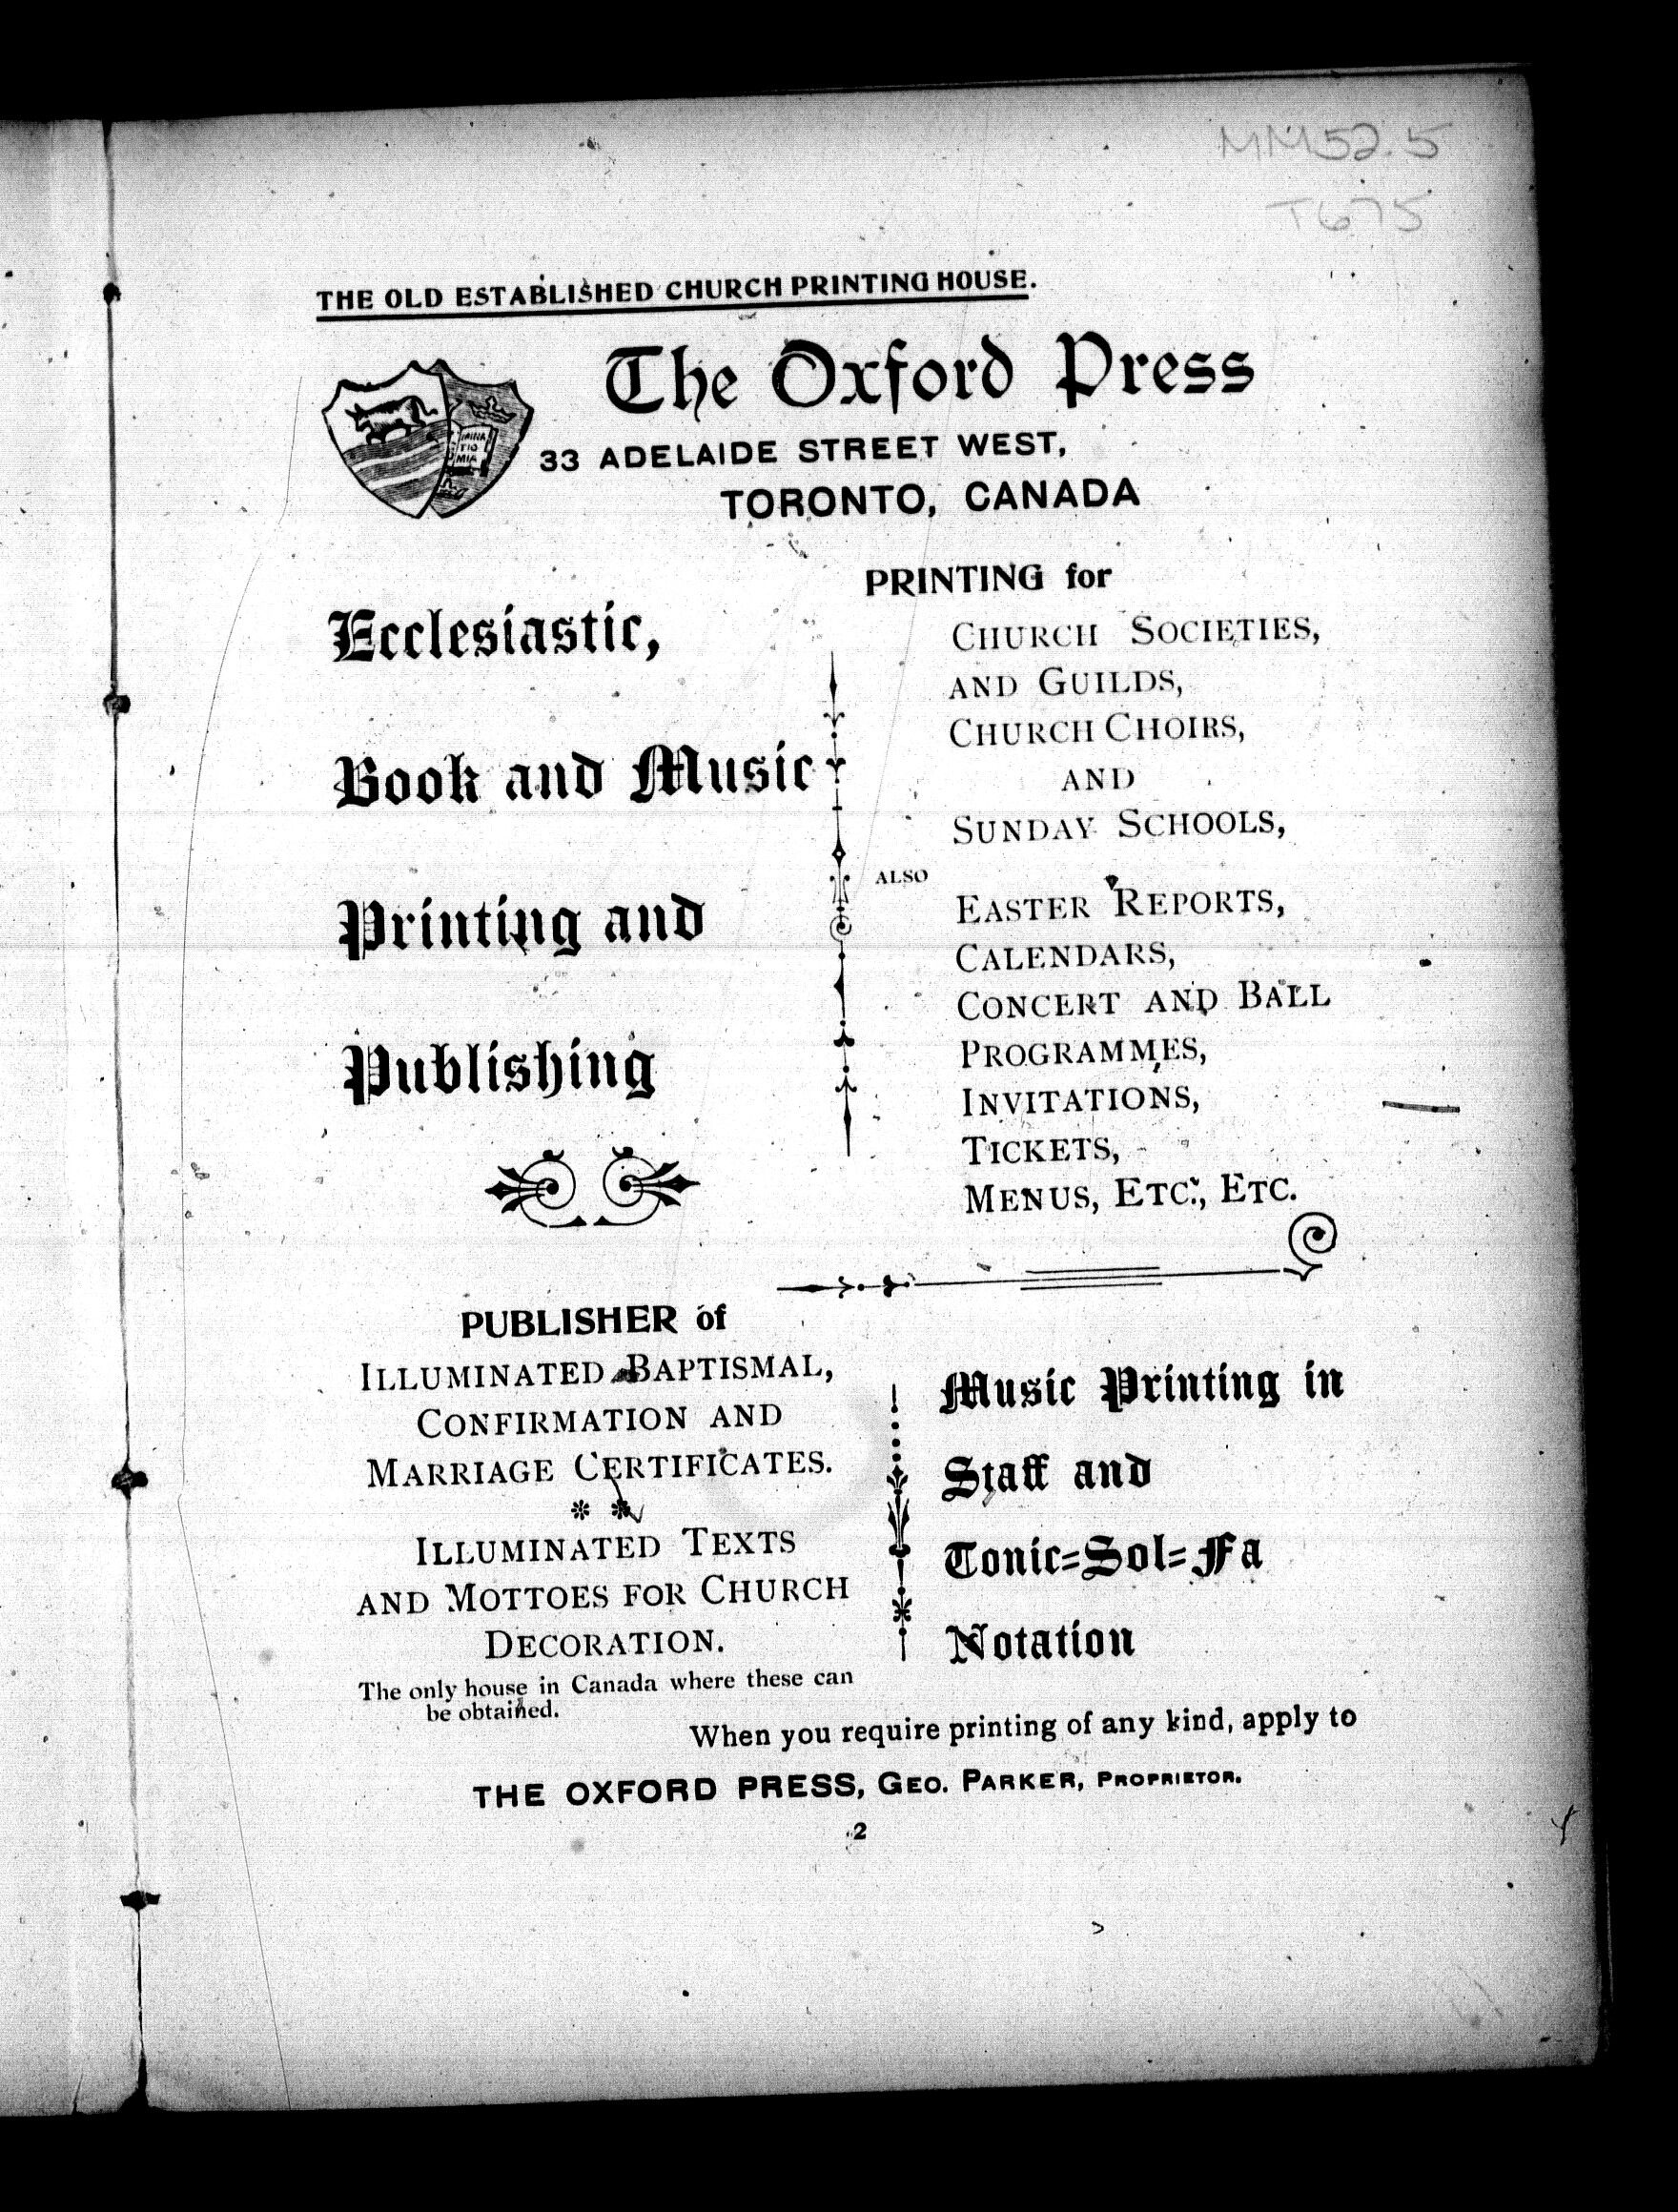 MM52.5
T675
THE OLD ESTABLISHED CHURCH PRINTING HOUSE.
The Oxford Press
33 ADELAIDE STREET WEST,
TORONTO, CANADA
MINA
TIO
MIA
Ecclesiastic,
Book and Music
Printing and
Publishing
PRINTING for
CHURCH SOCIETIES,
AND GUILDS,
CHURCH CHOIRS,
AND
SUNDAY SCHOOLS,
ALSO
EASTER REPORTS,
CALENDARS,
CONCERT AND BALL
PROGRAMMES,
INVITATIONS,
TICKETS,
MENUS, ETC., ETC.
PUBLISHER of
ILLUMINATED BAPTISMAL,
CONFIRMATION AND
MARRIAGE CERTIFICATES.
* *
ILLUMINATED TEXTS
AND MOTTOES FOR CHURCH
DECORATION.
The only house in Canada where these can
be obtained.
Music Printing in
Staff and
Tonic=Sol=Fa
Notation
When you require printing of any kind, apply to
THE OXFORD PRESS, GEO. PARKER, PROPRIETOR.
2